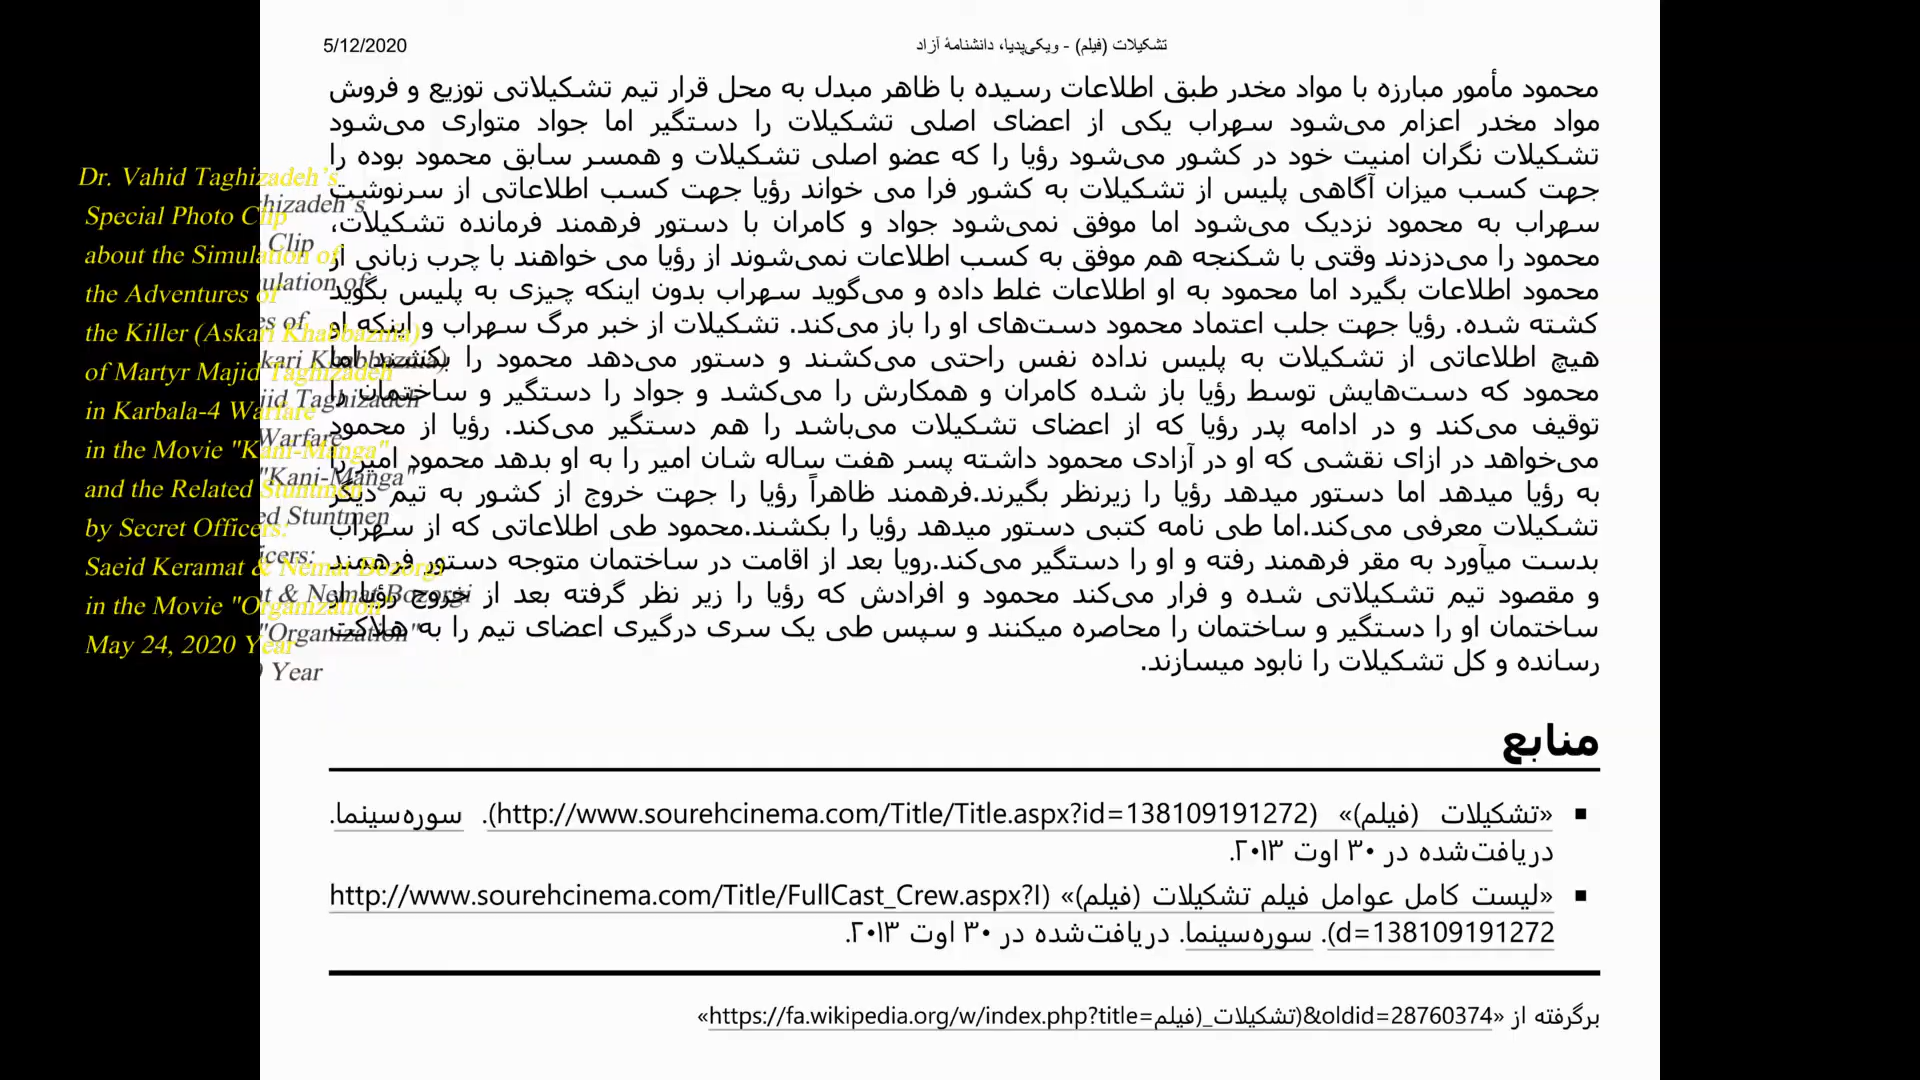 5/12/2020
تشکیلات (فیلم) - ویکی‌پدیا، دانشنامهٔ آزاد
محمود مأمور مبارزه با مواد مخدر طبق اطلاعات رسیده با ظاهر مبدل به محل قرار تیم تشکیلاتی توزیع و فروش
مواد مخدر اعزام می‌شود سهراب یکی از اعضای اصلی تشکیلات را دستگیر اما جواد متواری می‌شود
تشکیلات نگران امنیت خود در کشور می‌شود رؤیا را که عضو اصلی تشکیلات و همسر سابق محمود بوده را
جهت کسب میزان آگاهی پلیس از تشکیلات به کشور فرا می خواند رؤیا جهت کسب اطلاعاتی از سرنوشت
سهراب به محمود نزدیک می‌شود اما موفق نمی‌شود جواد و کامران با دستور فرهمند فرمانده تشکیلات،
محمود را می‌دزدند وقتی با شکنجه هم موفق به کسب اطلاعات نمی‌شوند از رؤیا می خواهند با چرب زبانی از
محمود اطلاعات بگیرد اما محمود به او اطلاعات غلط داده و می‌گوید سهراب بدون اینکه چیزی به پلیس بگوید
کشته شده. رؤیا جهت جلب اعتماد محمود دست‌های او را باز می‌کند. تشکیلات از خبر مرگ سهراب و اینکه او
هیچ اطلاعاتی از تشکیلات به پلیس نداده نفس راحتی می‌کشند و دستور می‌دهد محمود را بکشند اما
محمود که دست‌هایش توسط رؤیا باز شده کامران و همکارش را می‌کشد و جواد را دستگیر و ساختمان را
توقیف می‌کند و در ادامه پدر رؤیا که از اعضای تشکیلات می‌باشد را هم دستگیر می‌کند. رؤیا از محمود
می‌خواهد در ازای نقشی که او در آزادی محمود داشته پسر هفت ساله شان امیر را به او بدهد محمود امیر را
به رؤیا میدهد اما دستور میدهد رؤیا را زیرنظر بگیرند.فرهمند ظاهراً رؤیا را جهت خروج از کشور به تیم دیگر
تشکیلات معرفی می‌کند.اما طی نامه کتبی دستور میدهد رؤیا را بکشند.محمود طی اطلاعاتی که از سهراب
بدست میآورد به مقر فرهمند رفته و او را دستگیر می‌کند.رویا بعد از اقامت در ساختمان متوجه دستور فرهمند
و مقصود تیم تشکیلاتی شده و فرار می‌کند محمود و افرادش که رؤیا را زیر نظر گرفته بعد از خروج رؤیا از
ساختمان او را دستگیر و ساختمان را محاصره میکنند و سپس طی یک سری درگیری اعضای تیم را به هلاکت
رسانده و کل تشکیلات را نابود میسازند.
منابع
«تشکیلات (فیلم)» (http://www.sourehcinema.com/Title/Title.aspx?id=138109191272). سوره‌سینما.
دریافت‌شده در ۳۰ اوت ۲۰۱۳.
«لیست کامل عوامل فیلم تشکیلات (فیلم)» (http://www.sourehcinema.com/Title/FullCast_Crew.aspx?I
d=138109191272). سوره‌سینما. دریافت‌شده در ۳۰ اوت ۲۰۱۳.
برگرفته از «https://fa.wikipedia.org/w/index.php?title=تشکیلات_(فیلم)&oldid=28760374»
Dr. Vahid Taghizadeh's
Special Photo Clip
about the Simulation of
the Adventures of
the Killer (Askari Khabbaznia)
of Martyr Majid Taghizadeh
in Karbala-4 Warfare
in the Movie "Kani-Manga"
and the Related Stuntmen
by Secret Officers:
Saeid Keramat & Nemat Bozorgi
in the Movie "Organization"
May 24, 2020 Year